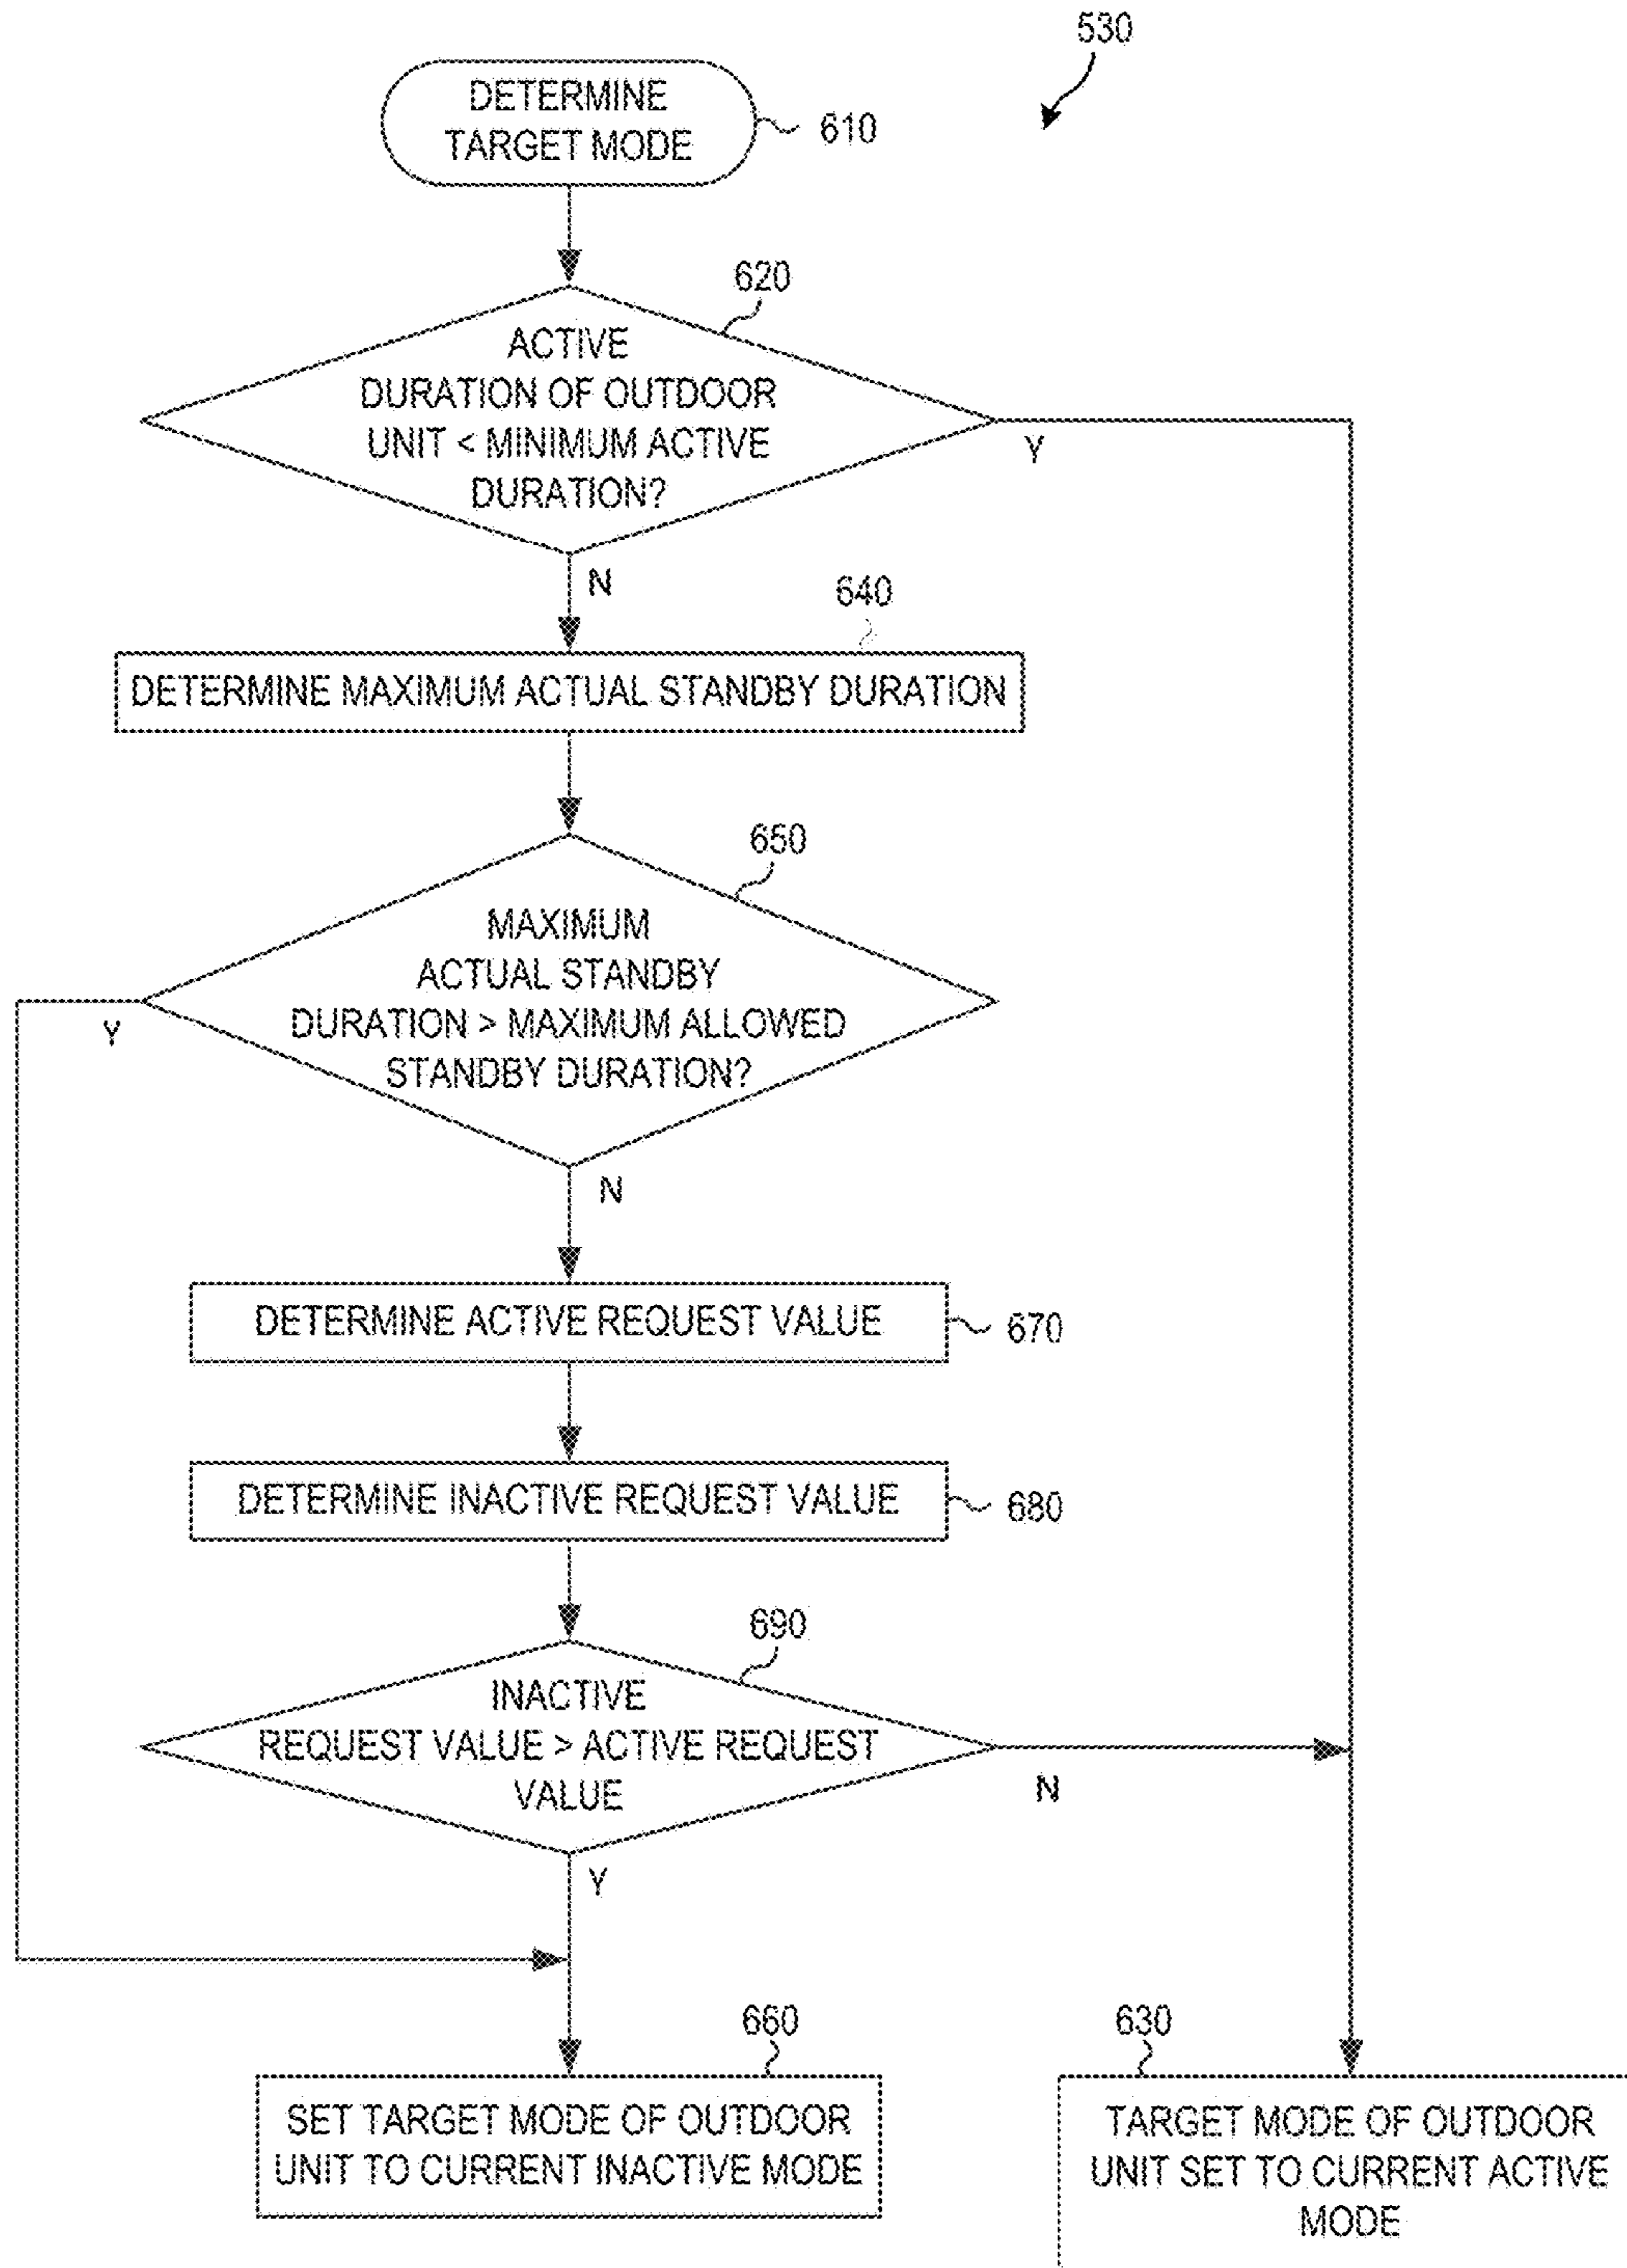 530
DETERMINE
TARGET MODE
610
620
ACTIVE
DURATION OF OUTDOOR
UNIT < MINIMUM ACTIVE
DURATION?
Y
N
640
DETERMINE MAXIMUM ACTUAL STANDBY DURATION
650
MAXIMUM
ACTUAL STANDBY
DURATION > MAXIMUM ALLOWED
STANDBY DURATION?
Y
N
DETERMINE ACTIVE REQUEST VALUE
670
DETERMINE INACTIVE REQUEST VALUE
680
690
INACTIVE
REQUEST VALUE > ACTIVE REQUEST
VALUE
N
Y
660
630
SET TARGET MODE OF OUTDOOR
UNIT TO CURRENT INACTIVE MODE
TARGET MODE OF OUTDOOR
UNIT SET TO CURRENT ACTIVE
MODE